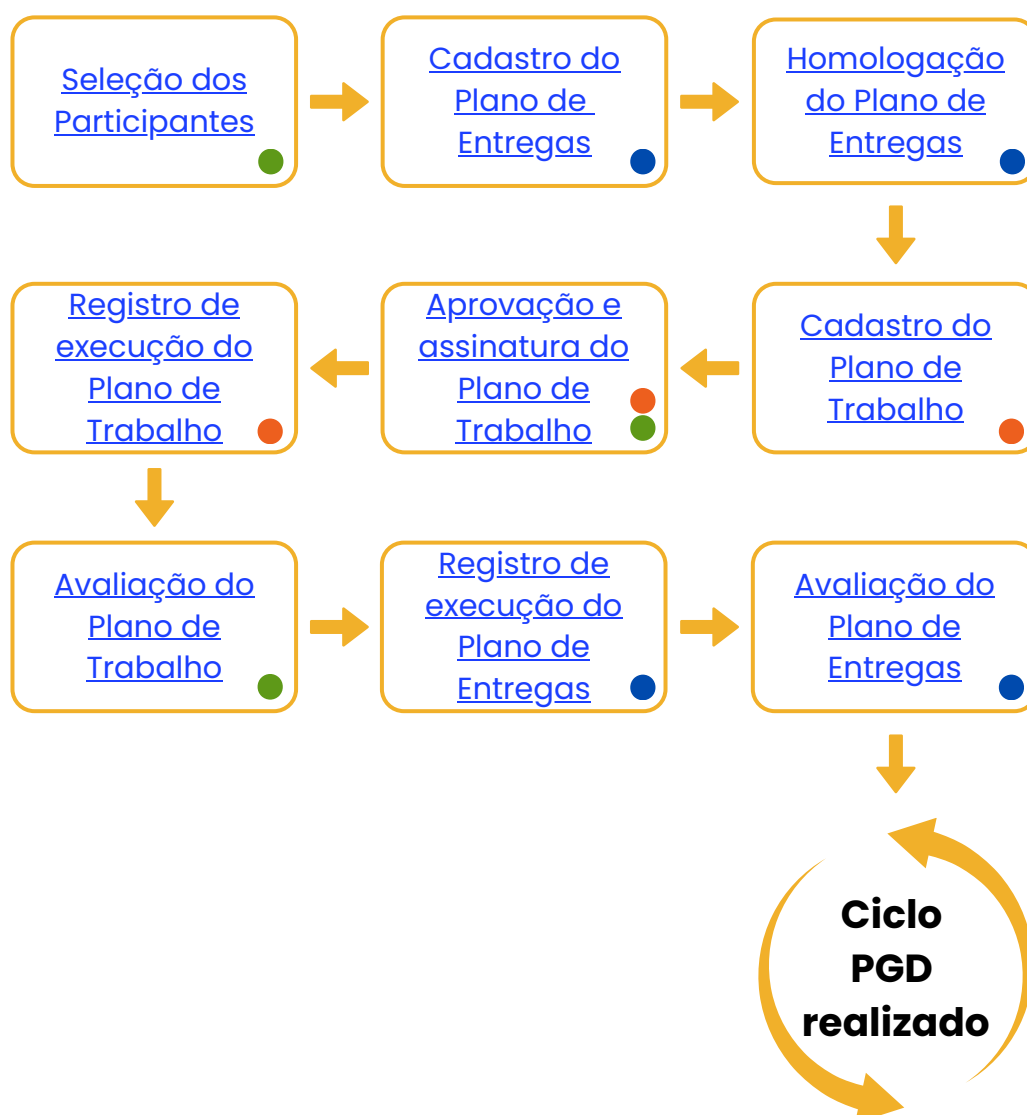 Seleção dos
Participantes
Cadastro do
Plano de
Entregas
Homologação
do Plano de
Entregas
Cadastro do
Plano de
Trabalho
Aprovação e
assinatura do
Plano de
Trabalho
Registro de
execução do
Plano de
Trabalho
Avaliação do
Plano de
Trabalho
Registro de
execução do
Plano de
Entregas
Avaliação do
Plano de
Entregas
Ciclo
PGD
realizado